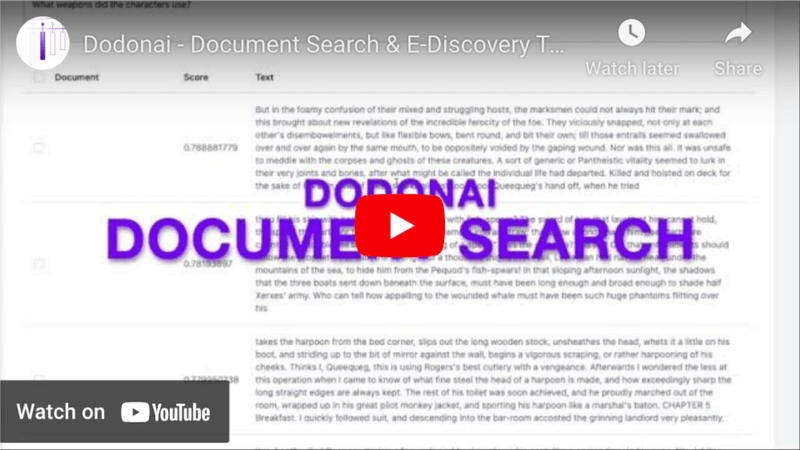 What weapons did the characters use?
Dodonai - Document Search & E-Discovery T...
Watch later
Share
Document
Score
Text
But in the foamy confusion of their mixed and struggling hosts, the marksmen could not always hit their mark; and
this brought about new revelations of the incredible ferocity of the foe. They viciously snapped, not only at each
other's disembowelments, but like flexible bows, bent round, and bit their own; till those entrails seemed swallowed
over and over again by the same mouth, to be oppositely voided by the gaping wound. Nor was this all. It was unsafe
0.788881779
to meddle with the corpses and ghosts of these creatures. A sort of generic or Pantheistic vitality seemed to lurk in
their very joints and bones, after what might be called the individual life had departed. Killed and hoisted on deck for
the sake of Queequeg's hand off, when he tried
DODONAI
DOCUMENT SEARCH
0.78193897
mountains of the sea, to hide him from the Pequod's fish-spears! In that sloping afternoon sunlight, the shadows
that the three boats sent down beneath the surface, must have been long enough and broad enough to shade half
Xerxes' army. Who can tell how appalling to the wounded whale must have been such huge phantoms flitting over
his
takes the harpoon from the bed corner, slips out the long wooden stock, unsheathes the head, whets it a little on his
boot, and striding up to the bit of mirror against the wall, begins a vigorous scraping, or rather harpooning of his
cheeks. Thinks I, Queequeg, this is using Rogers's best cutlery with a vengeance. Afterwards I wondered the less at
this operation when I came to know of what fine steel the head of a harpoon is made, and how exceedingly sharp the
long straight edges are always kept. The rest of his toilet was soon achieved, and he proudly marched out of the
room, wrapped up in his great pilot monkey jacket, and sporting his harpoon like a marshal's baton. CHAPTER 5
Breakfast. I quickly followed suit, and descending into the bar-room accosted the grinning landlord very pleasantly.
Watch on YouTube